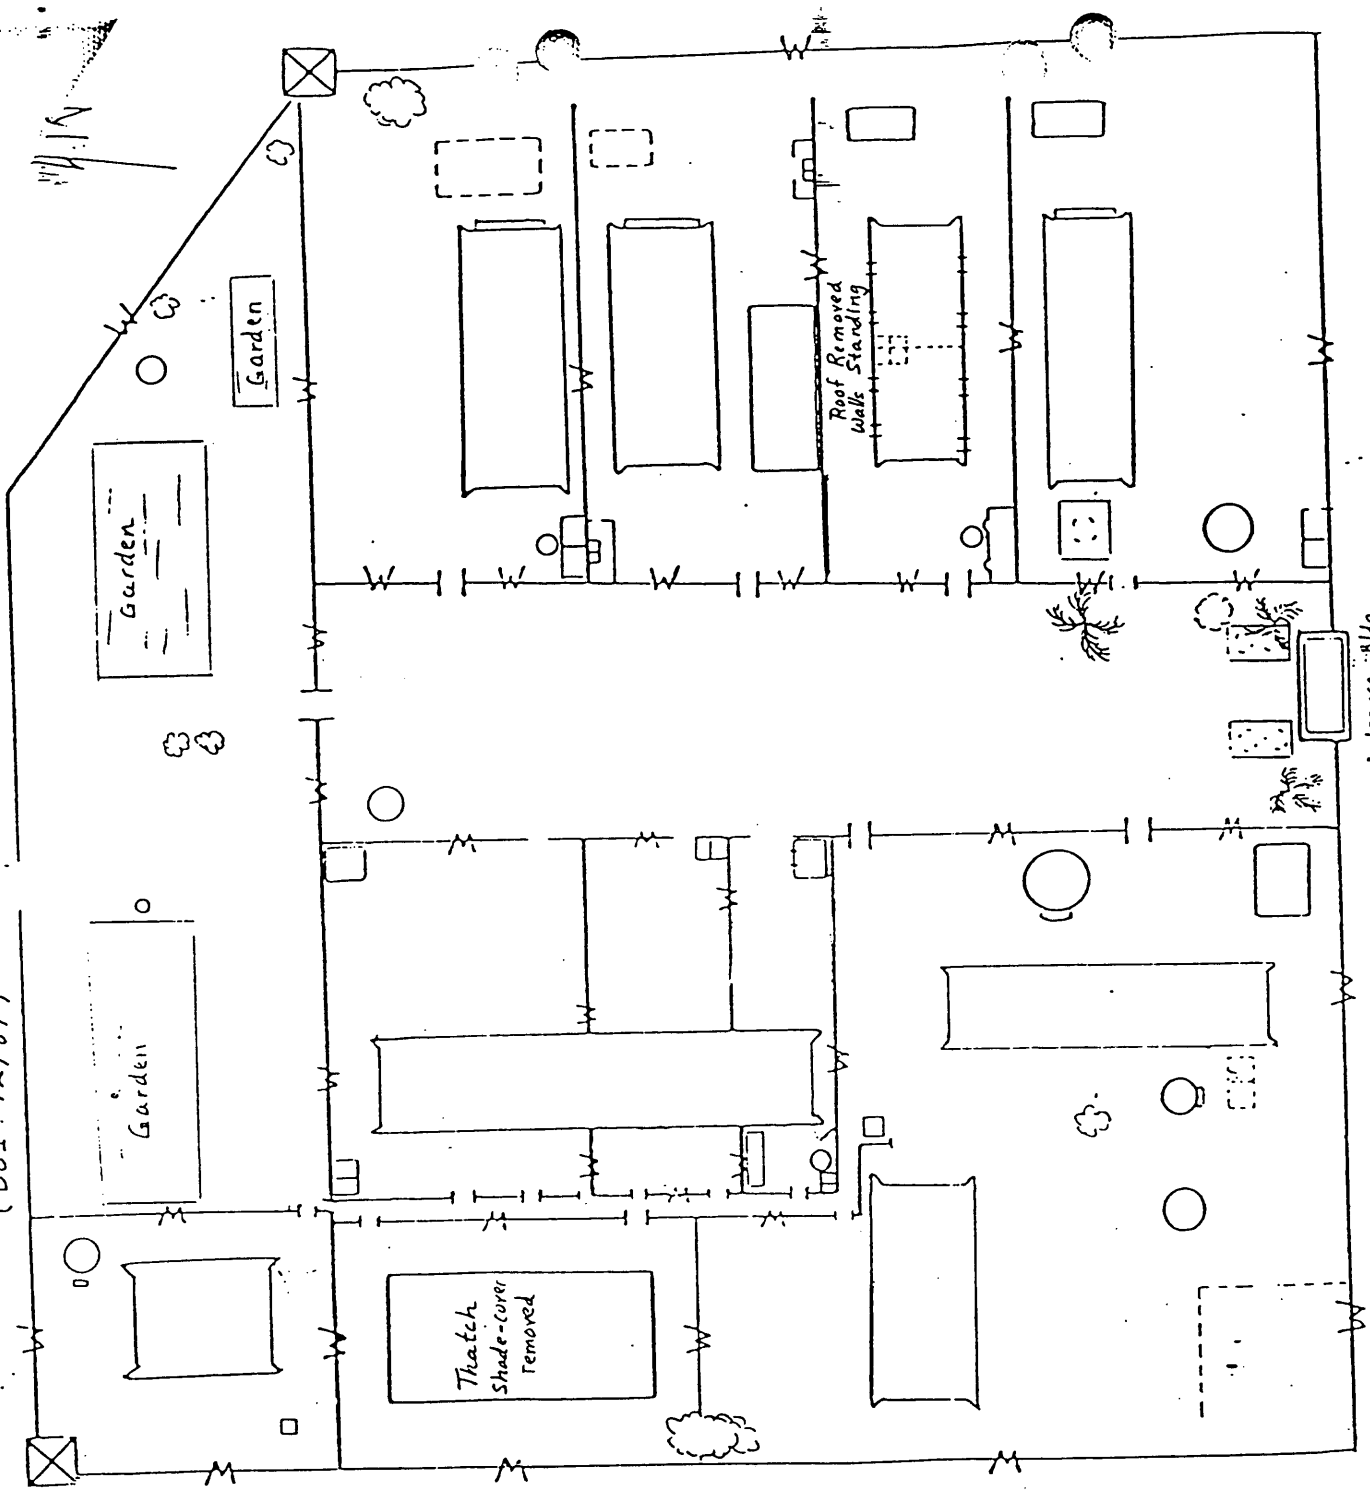 Garden
Garden
Garden
Roof Removed
Walls Standing
Thatch
Shade-cover
removed